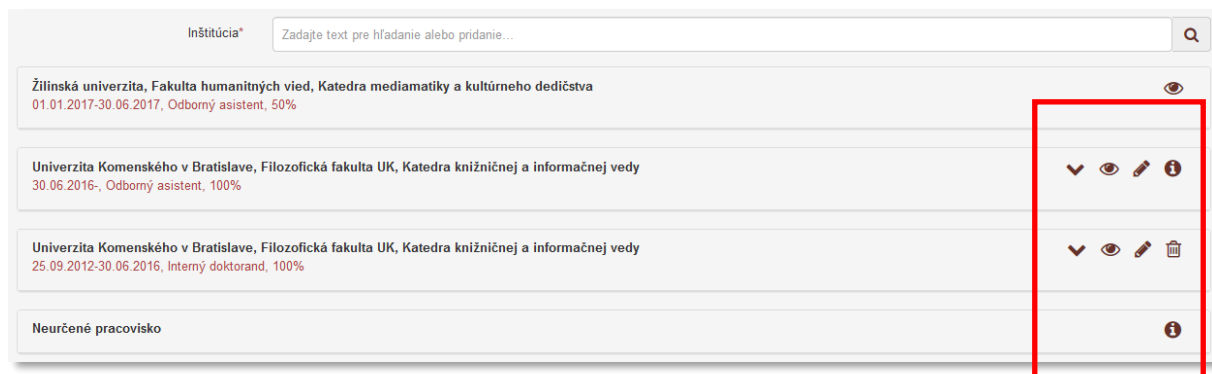 Inštitúcia*
Zadajte text pre hľadanie alebo pridanie...
Žilinská univerzita, Fakulta humanitných vied, Katedra mediamatiky a kultúrneho dedičstva
01.01.2017-30.06.2017, Odborný asistent, 50%
Univerzita Komenského v Bratislave, Filozofická fakulta UK, Katedra knižničnej a informačnej vedy
30.06.2016-, Odborný asistent, 100%
Univerzita Komenského v Bratislave, Filozofická fakulta UK, Katedra knižničnej a informačnej vedy
25.09.2012-30.06.2016, Interný doktorand, 100%
Neurčené pracovisko